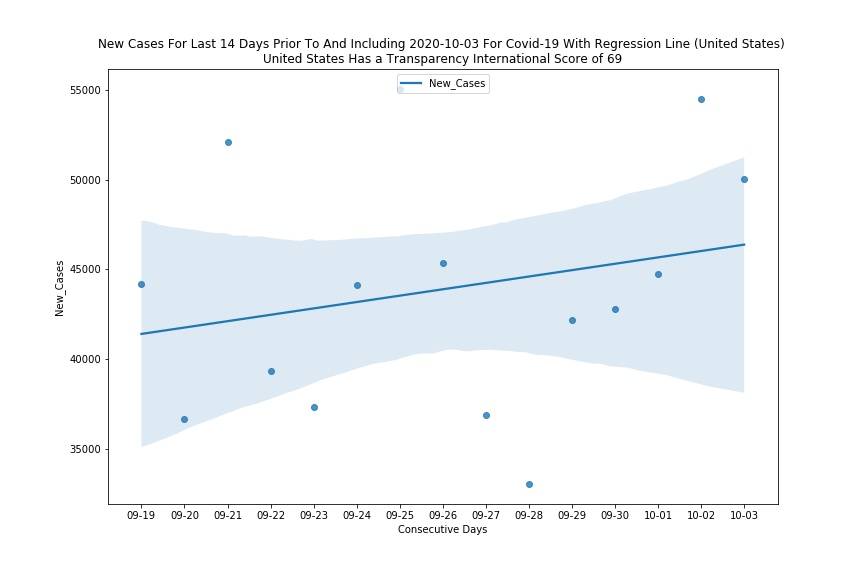 New Cases For Last 14 Days Prior To And Including 2020-10-03 For Covid-19 With Regression Line (United States)
United States Has a Transparency International Score of 69
New_Cases
55000
50000
45000
40000
35000
New_Cases
09-19 09-20 09-21 09-22 09-23 09-24 09-25 09-26 09-27 09-28 09-29 09-30 10-01 10-02 10-03
Consecutive Days